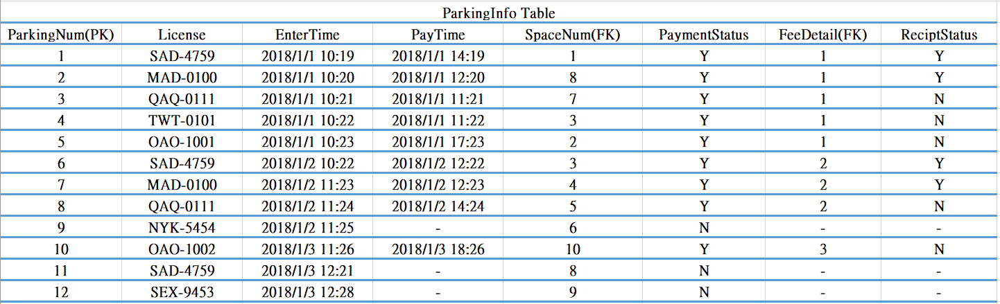 ParkingInfo Table
ParkingNum(PK) License EnterTime PayTime SpaceNum(FK) PaymentStatus FeeDetail(FK) ReciptStatus
1 SAD-4759 2018/1/1 10:19 2018/1/1 14:19 1 Y 1 Y
2 MAD-0100 2018/1/1 10:20 2018/1/1 12:20 8 Y 1 Y
3 QAQ-0111 2018/1/1 10:21 2018/1/1 11:21 7 Y 1 N
4 TWT-0101 2018/1/1 10:22 2018/1/1 11:22 3 Y 1 N
5 OAO-1001 2018/1/1 10:23 2018/1/1 17:23 2 Y 1 N
6 SAD-4759 2018/1/2 10:22 2018/1/2 12:22 3 Y 2 Y
7 MAD-0100 2018/1/2 11:23 2018/1/2 12:23 4 Y 2 Y
8 QAQ-0111 2018/1/2 11:24 2018/1/2 14:24 5 Y 2 N
9 NYK-5454 2018/1/2 11:25 - 6 N - -
10 OAO-1002 2018/1/3 11:26 2018/1/3 18:26 10 Y 3 N
11 SAD-4759 2018/1/3 12:21 - 8 N - -
12 SEX-9453 2018/1/3 12:28 - 9 N - -